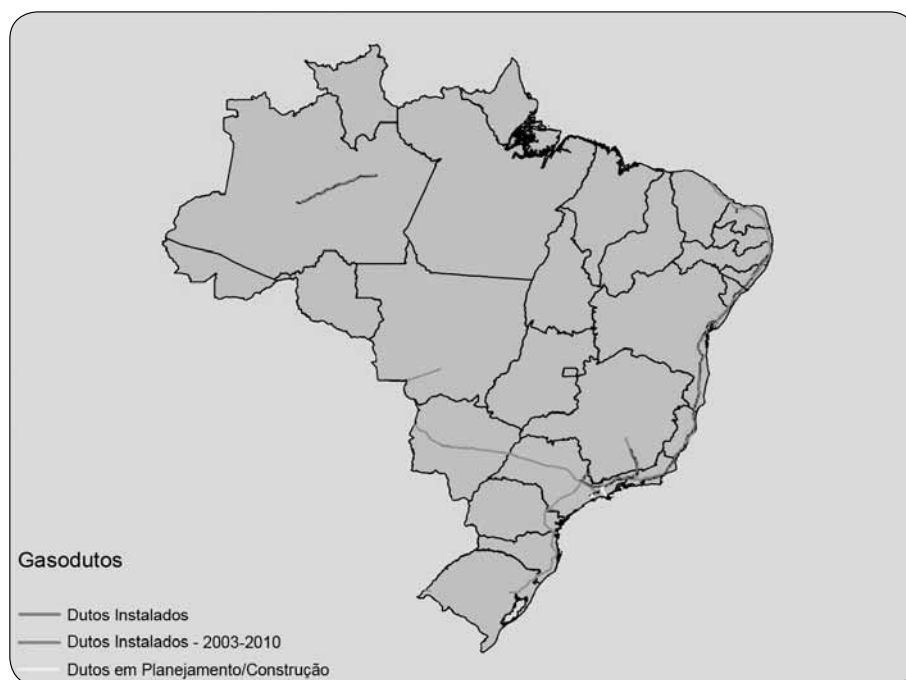 Gasodutos
Dutos Instalados
Dutos Instalados - 2003-2010
Dutos em Planejamento/Construção